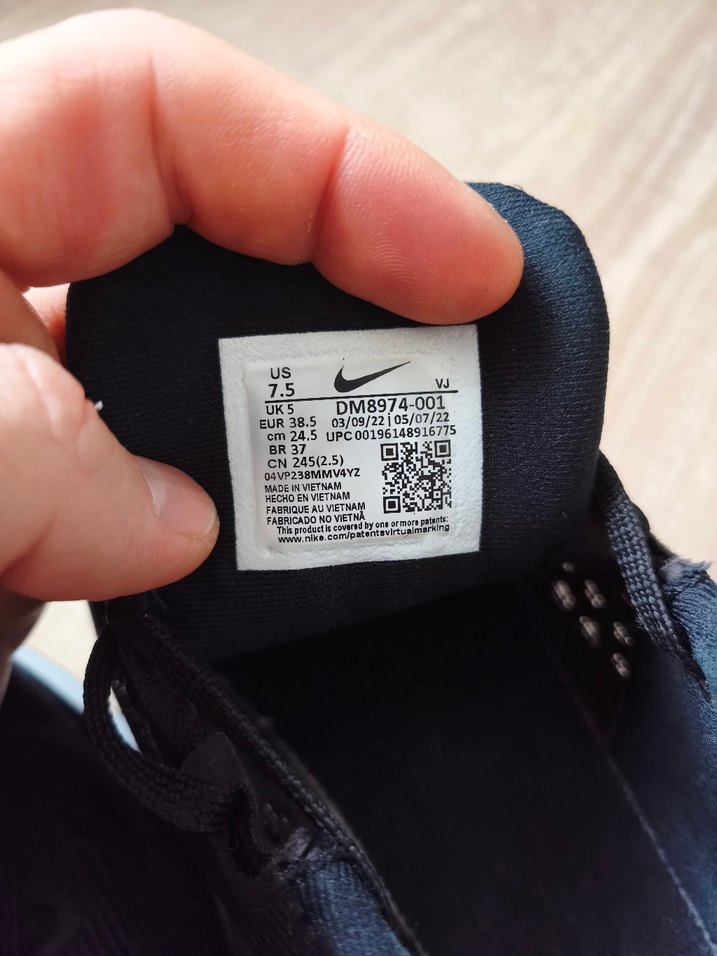 US
7.5
VJ
UK 5
DM8974-001
EUR 38.5
03/09/22 | 05/07/22
cm 24.5
UPC 00196148916775
BR 37
CN 245(2.5)
04VP238MMV4YZ
MADE IN VIETNAM
HECHO EN VIETNAM
FABRIQUE AU VIETNAM
FABRICADO NO VIETNÃ
This product is covered by one or more patents:
www.nike.com/patentsvirtualmarking